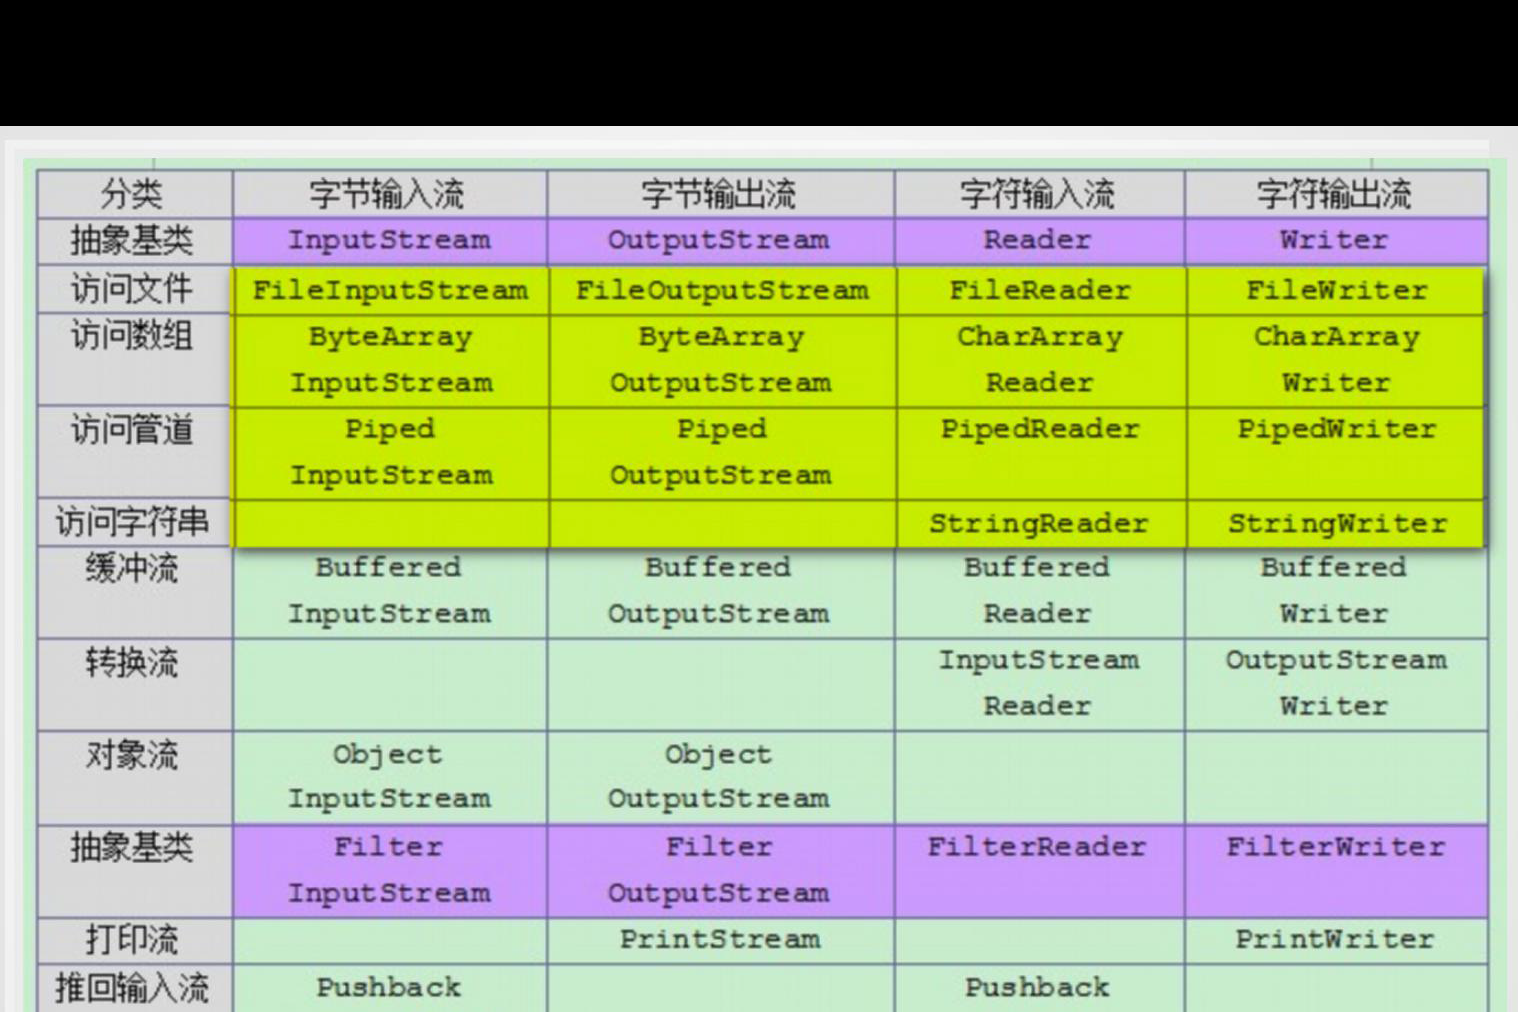 分类 字节输入流 字节输出流 字符输入流 字符输出流
抽象基类 InputStream OutputStream Reader Writer
访问文件 FileInputStream FileOutputStream FileReader FileWriter
访问数组 ByteArray ByteArray CharArray CharArray
InputStream OutputStream Reader Writer
访问管道 Piped Piped PipedReader PipedWriter
InputStream OutputStream
访问字符串 StringReader StringWriter
缓冲流 Buffered Buffered Buffered Buffered
InputStream OutputStream Reader Writer
转换流 InputStream OutputStream
Reader Writer
对象流 Object Object
InputStream OutputStream
抽象基类 Filter Filter FilterReader FilterWriter
InputStream OutputStream
打印流 PrintStream PrintWriter
推回输入流 Pushback Pushback